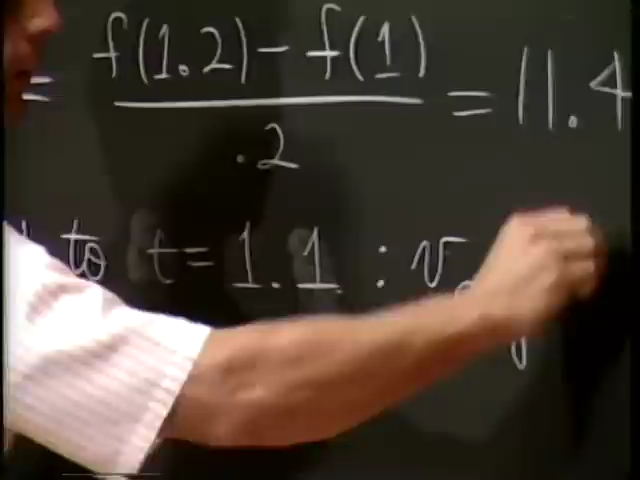 = f(1.2) - f(1) / .2 = 11.4
to t = 1.1 : v